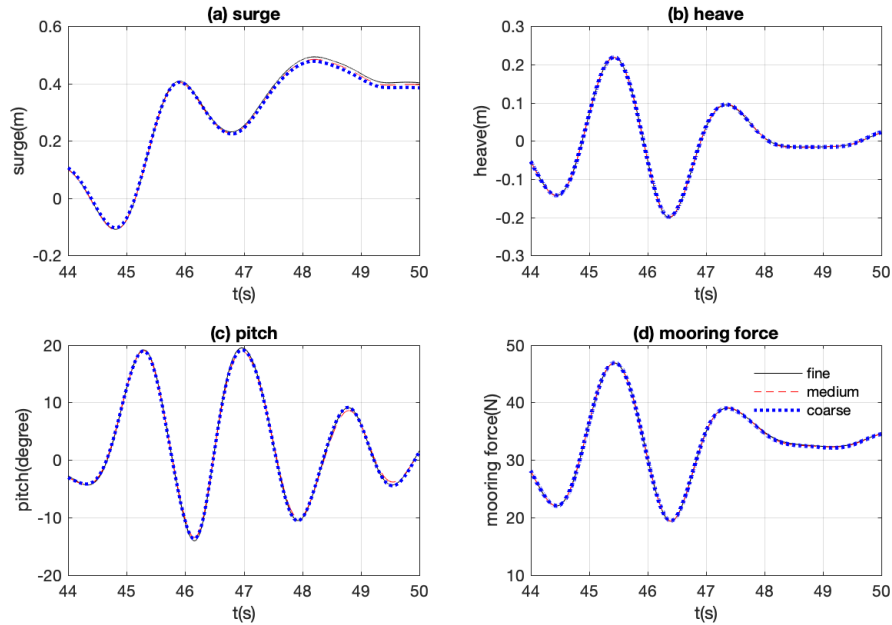 (a) surge
0.6
0.4
0.2
0
-0.2
surge(m)
44 45 46 47 48 49 50
t(s)
(b) heave
0.3
0.2
0.1
0
-0.1
-0.2
-0.3
heave(m)
44 45 46 47 48 49 50
t(s)
(c) pitch
20
10
0
-10
-20
pitch(degree)
44 45 46 47 48 49 50
t(s)
(d) mooring force
50
40
30
20
10
mooring force(N)
fine
medium
coarse
44 45 46 47 48 49 50
t(s)